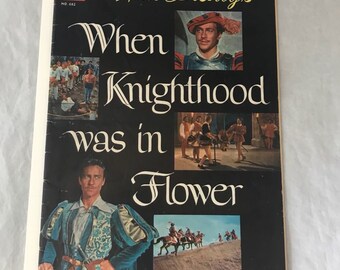 When
Knighthood
was in
Flower